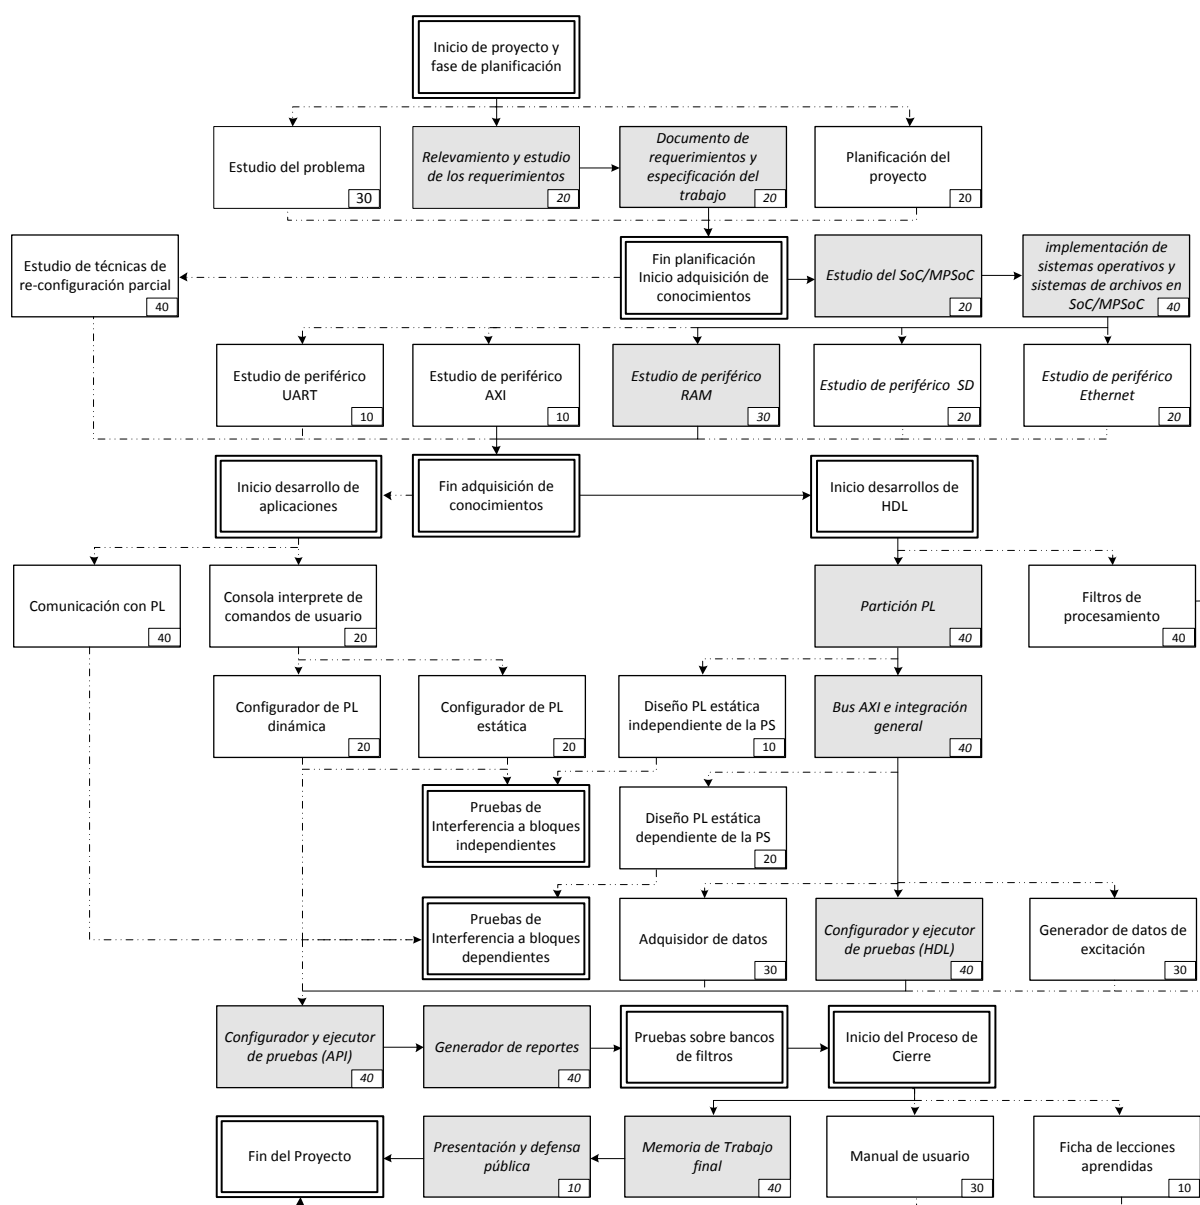 Inicio de proyecto y
fase de planificación
Estudio del problema
30
Relevamiento y estudio
de los requerimientos
20
Documento de
requerimientos y
especificación del
trabajo
20
Planificación del
proyecto
20
Estudio de técnicas de
re-configuración parcial
40
Fin planificación
Inicio adquisición de
conocimientos
Estudio del SoC/MPSoC
20
implementación de
sistemas operativos y
sistemas de archivos en
SoC/MPSoC
40
Estudio de periférico
UART
10
Estudio de periférico
AXI
10
Estudio de periférico
RAM
30
Estudio de periférico SD
20
Estudio de periférico
Ethernet
20
Inicio desarrollo de
aplicaciones
Fin adquisición de
conocimientos
Inicio desarrollos de
HDL
Comunicación con PL
40
Consola interprete de
comandos de usuario
20
Partición PL
40
Filtros de
procesamiento
40
Configurador de PL
dinámica
20
Configurador de PL
estática
20
Diseño PL estática
independiente de la PS
10
Bus AXI e integración
general
40
Pruebas de
Interferencia a bloques
independientes
Diseño PL estática
dependiente de la PS
20
Pruebas de
Interferencia a bloques
dependientes
Adquisidor de datos
30
Configurador y ejecutor
de pruebas (HDL)
40
Generador de datos de
excitación
30
Configurador y ejecutor
de pruebas (API)
40
Generador de reportes
40
Pruebas sobre bancos
de filtros
Inicio del Proceso de
Cierre
Fin del Proyecto
Presentación y defensa
pública
10
Memoria de Trabajo
final
40
Manual de usuario
30
Ficha de lecciones
aprendidas
10